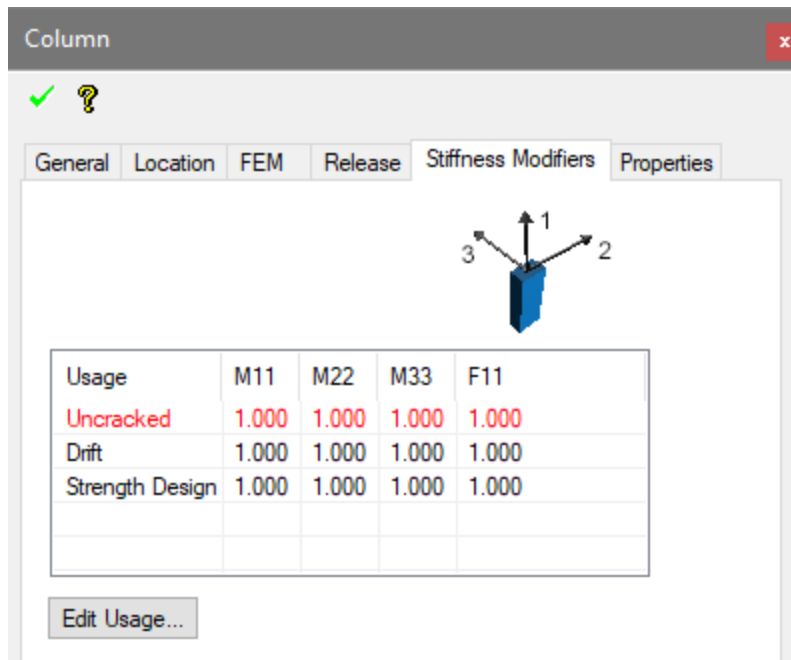 Column
x
General Location FEM Release Stiffness Modifiers Properties
1
3 2
Usage M11 M22 M33 F11
Uncracked 1.000 1.000 1.000 1.000
Drift 1.000 1.000 1.000 1.000
Strength Design 1.000 1.000 1.000 1.000
Edit Usage...